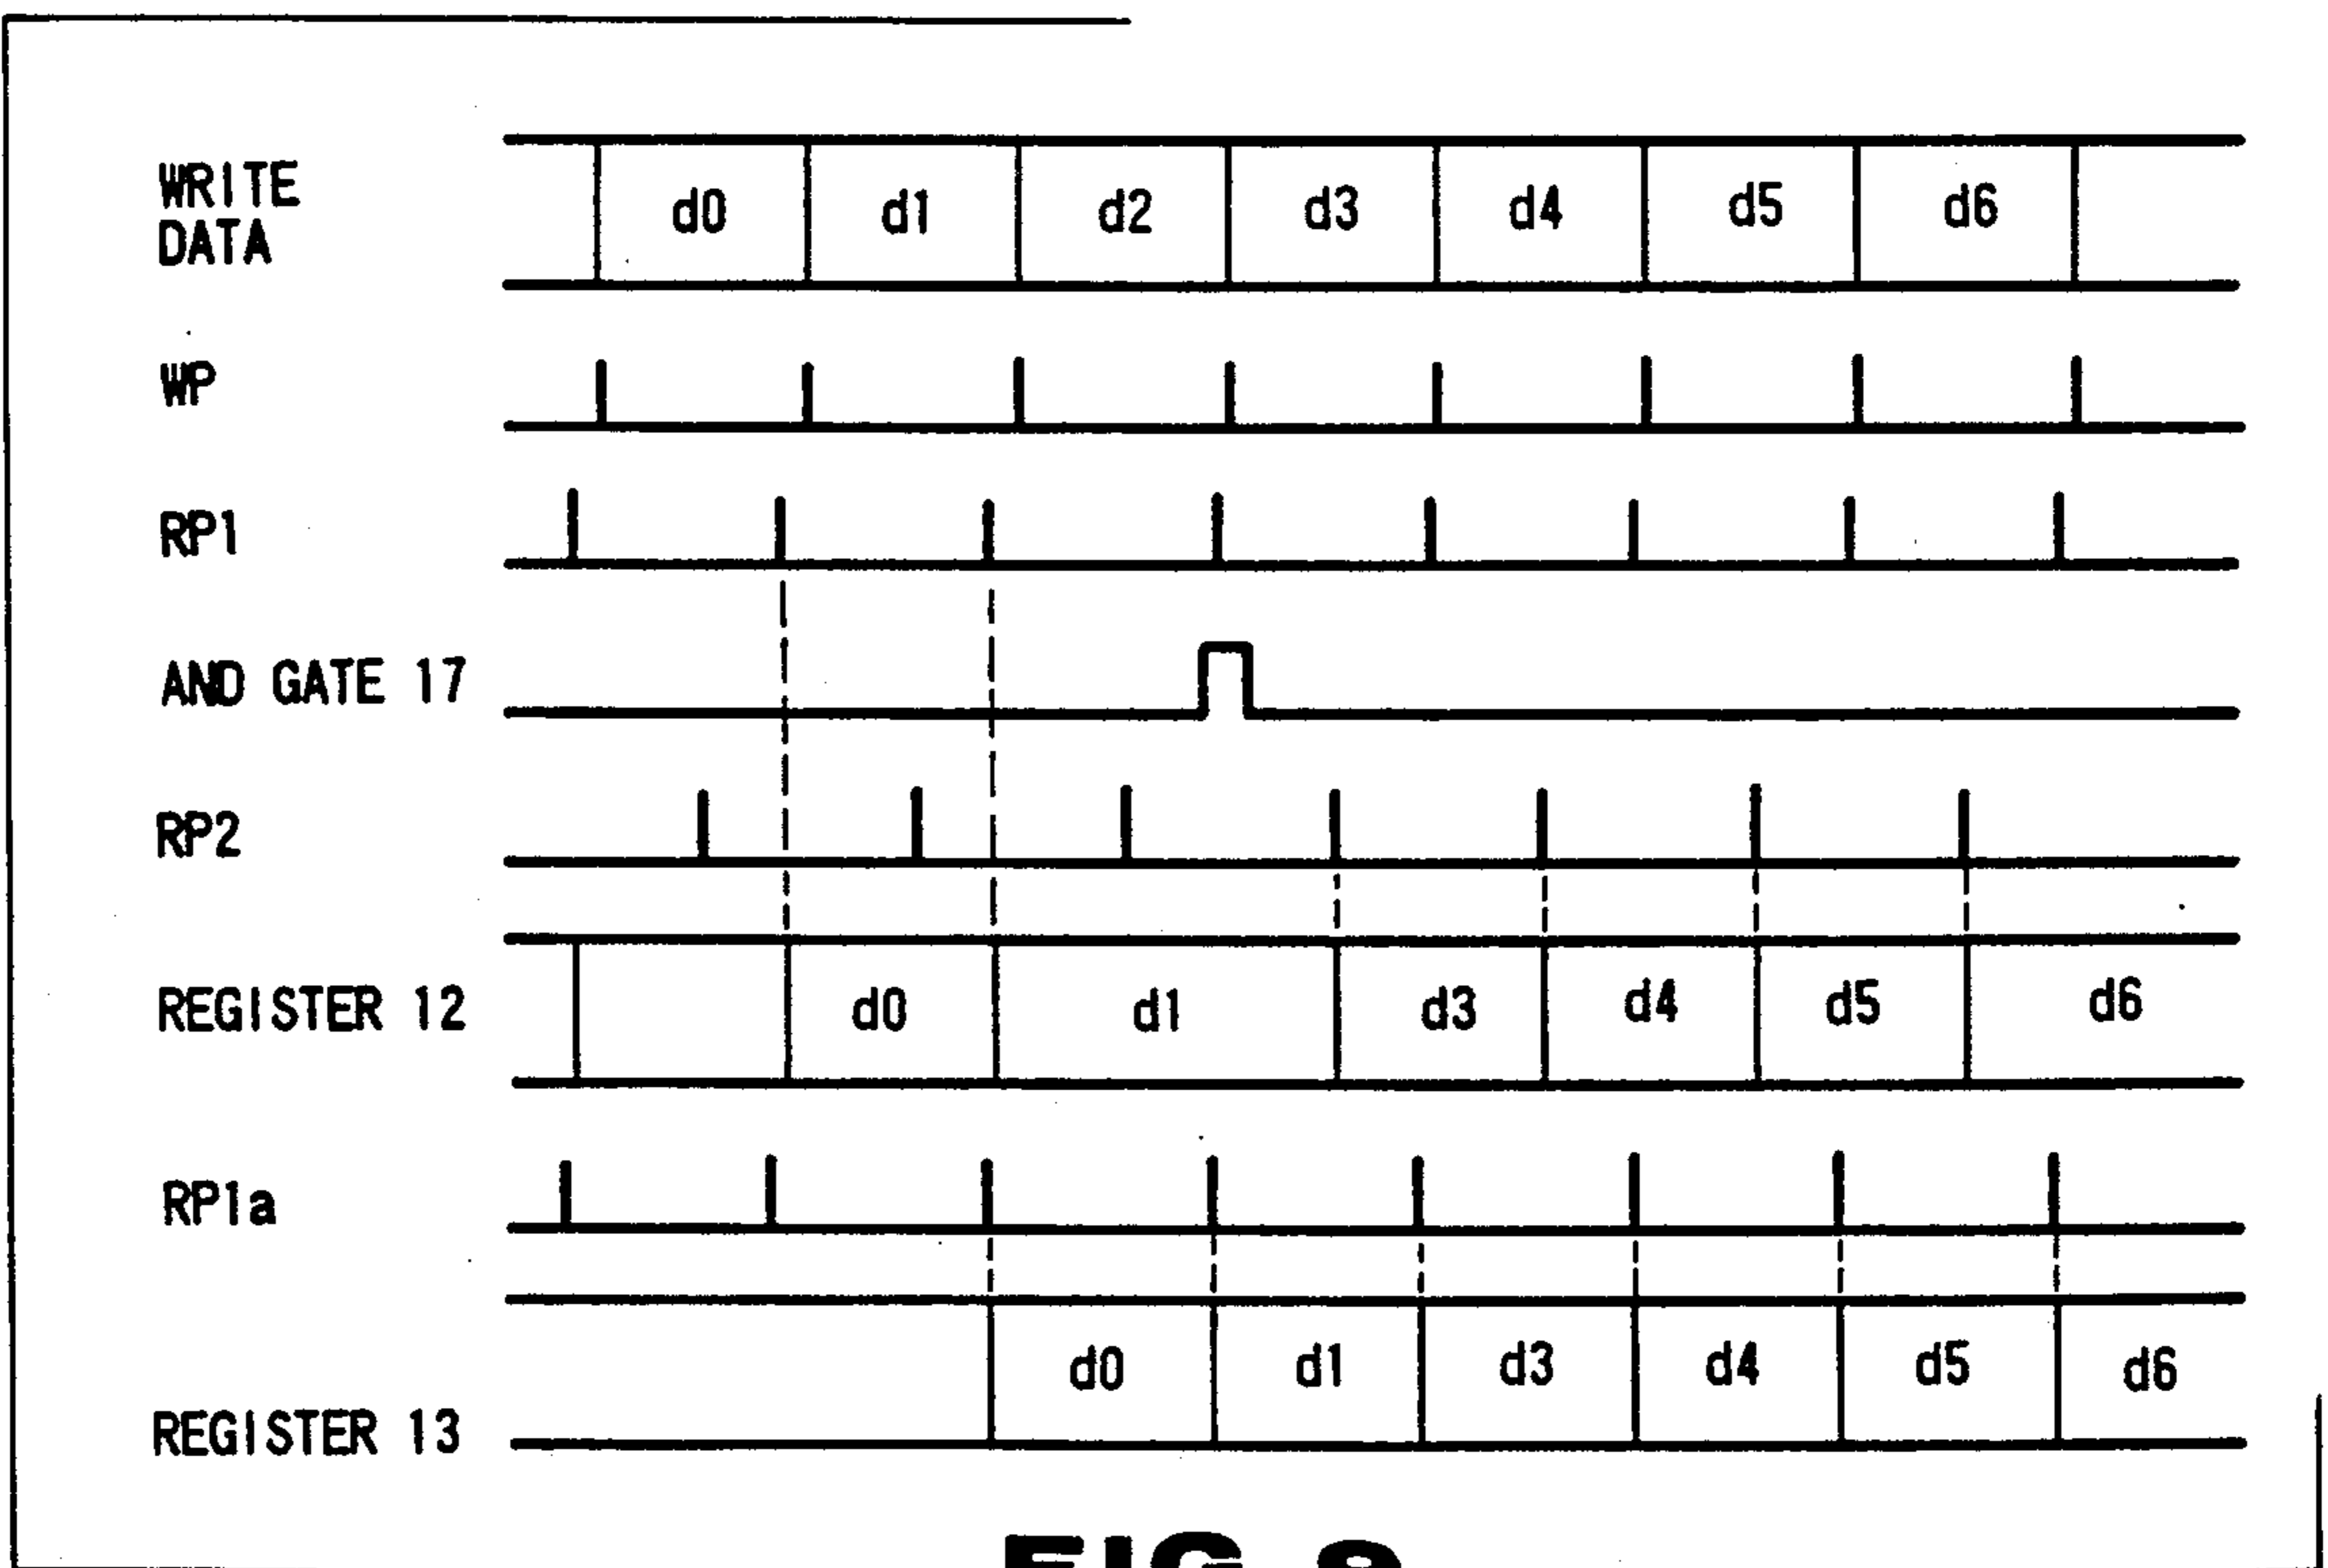 WRITE
DATA
d0 d1 d2 d3 d4 d5 d6
WP
RP1
AND GATE 17
RP2
REGISTER 12
d0 d1 d3 d4 d5 d6
RP1a
d0 d1 d3 d4 d5 d6
REGISTER 13
FIG